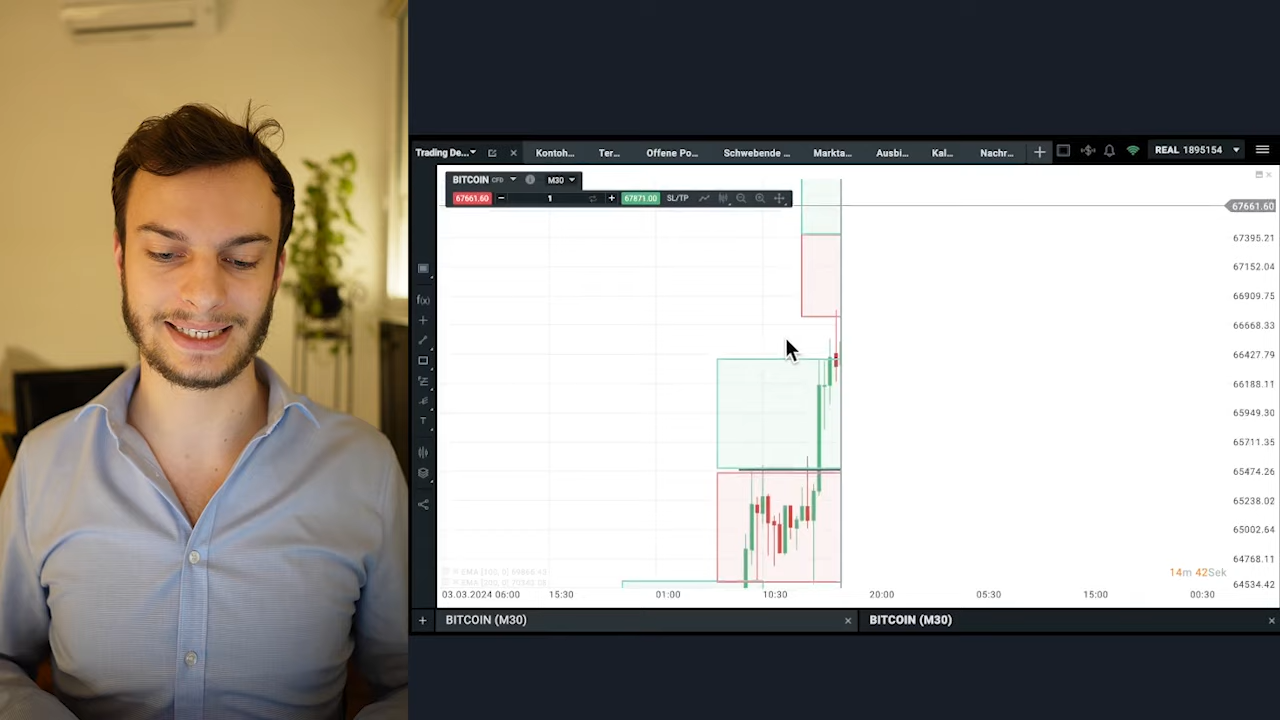 Trading De...
Kontoh...
Ter...
Offene Po...
Schwebende ...
Markta...
Ausbi...
Kal...
Nachr...
REAL 1895154
BITCOIN CFD
M30
67661.60
1
67871.00
SL/TP
f(x)
T
67661.60
67395.21
67152.04
66909.75
66668.33
66427.79
66188.11
65949.30
65711.35
65474.26
65238.02
65002.64
64768.11
64534.42
14m 42Sek
03.03.2024 06:00
15:30
01:00
10:30
20:00
05:30
15:00
00:30
BITCOIN (M30)
BITCOIN (M30)